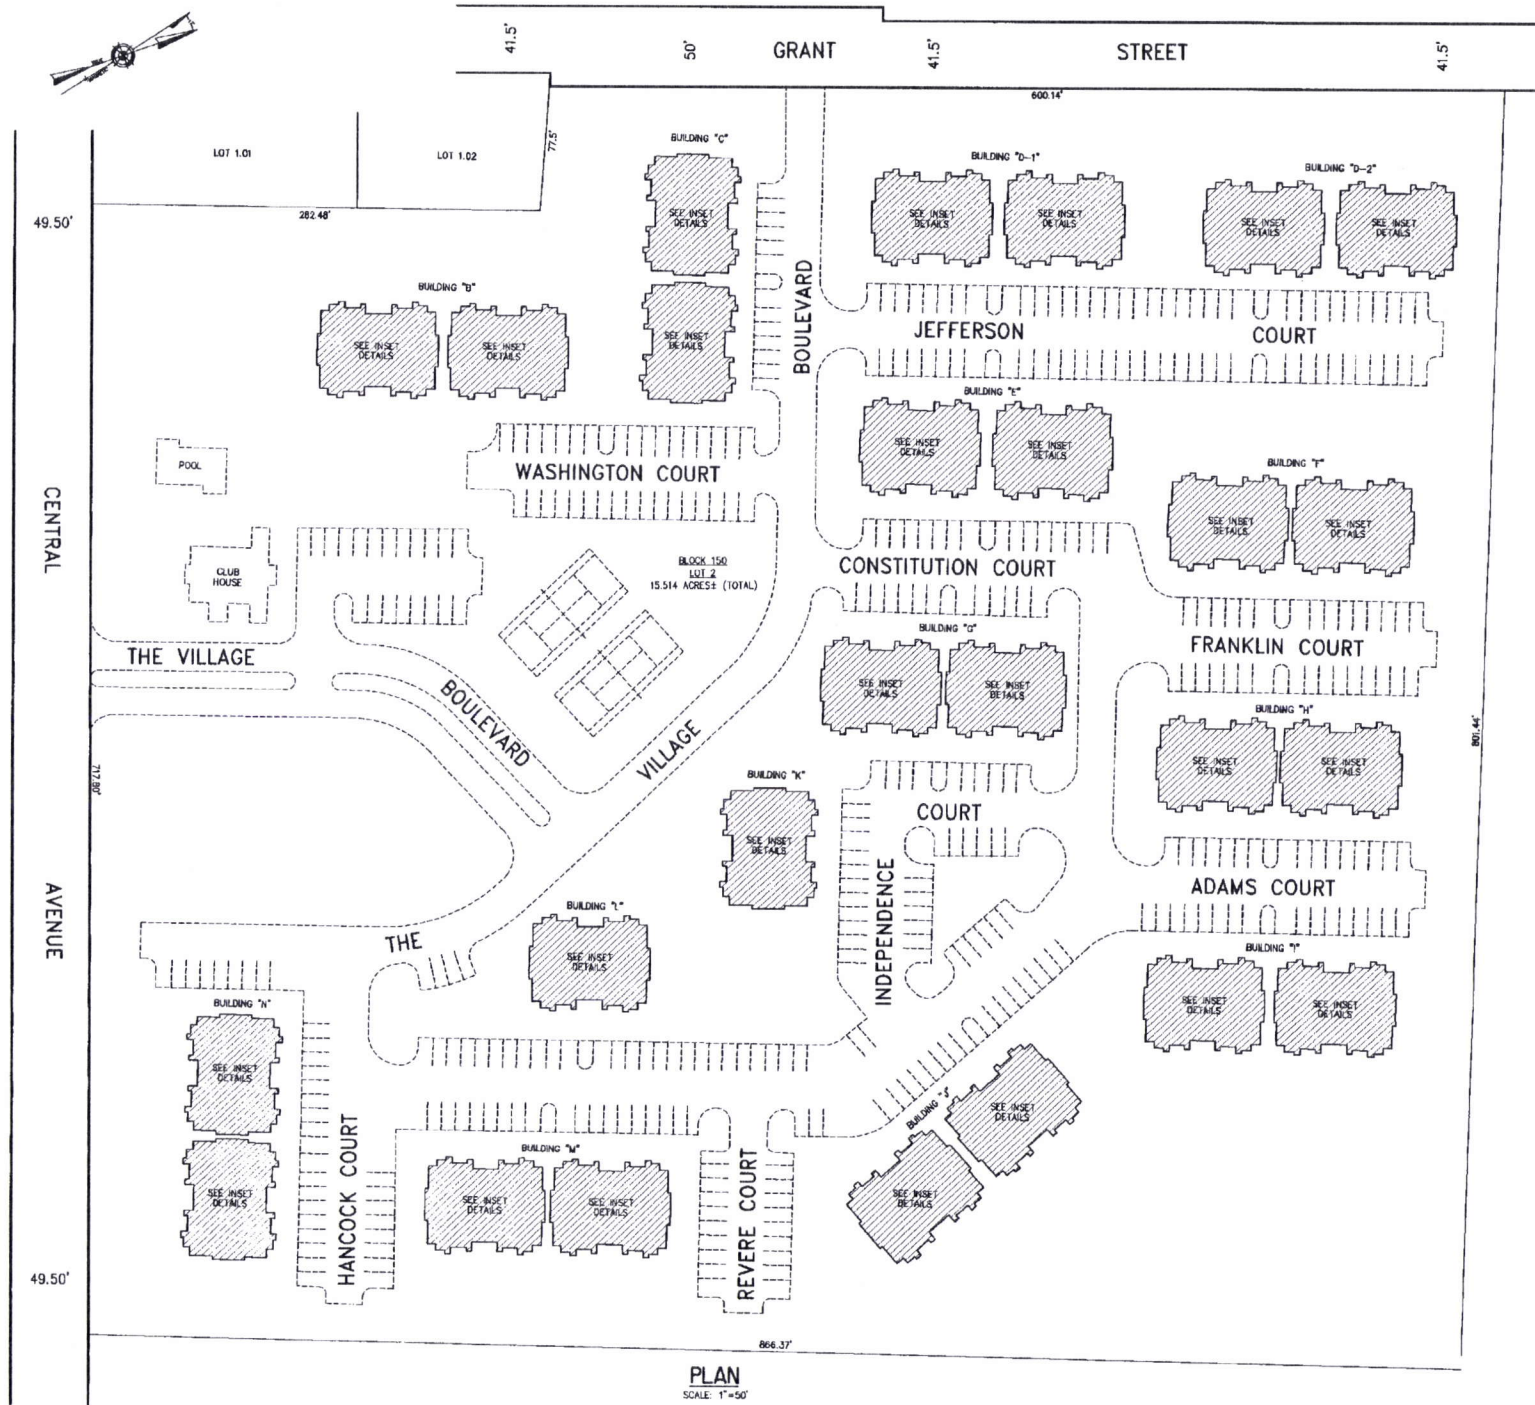 41.5'
50'
GRANT
41.5'
STREET
41.5'
600.14'
LOT 1.01
LOT 1.02
77.5'
282.48'
49.50'
BUILDING "C"
SEE INSET
DETAILS
SEE INSET
DETAILS
BUILDING "D-1"
SEE INSET
DETAILS
SEE INSET
DETAILS
BUILDING "D-2"
SEE INSET
DETAILS
SEE INSET
DETAILS
BUILDING "B"
SEE INSET
DETAILS
SEE INSET
DETAILS
BOULEVARD
JEFFERSON
COURT
BUILDING "E"
SEE INSET
DETAILS
SEE INSET
DETAILS
POOL
WASHINGTON COURT
BUILDING "F"
SEE INSET
DETAILS
SEE INSET
DETAILS
CENTRAL
CLUB
HOUSE
BLOCK 150
LOT 2
15.514 ACRES± (TOTAL)
CONSTITUTION COURT
BUILDING "G"
SEE INSET
DETAILS
SEE INSET
DETAILS
FRANKLIN COURT
THE VILLAGE
BOULEVARD
VILLAGE
BUILDING "H"
SEE INSET
DETAILS
SEE INSET
DETAILS
801.44'
717.80'
BUILDING "K"
SEE INSET
DETAILS
COURT
INDEPENDENCE
ADAMS COURT
AVENUE
THE
BUILDING "L"
SEE INSET
DETAILS
BUILDING "I"
SEE INSET
DETAILS
SEE INSET
DETAILS
BUILDING "N"
SEE INSET
DETAILS
SEE INSET
DETAILS
HANCOCK COURT
BUILDING "M"
SEE INSET
DETAILS
SEE INSET
DETAILS
REVERE COURT
BUILDING "J"
SEE INSET
DETAILS
SEE INSET
DETAILS
49.50'
866.37'
PLAN
SCALE: 1"=50'